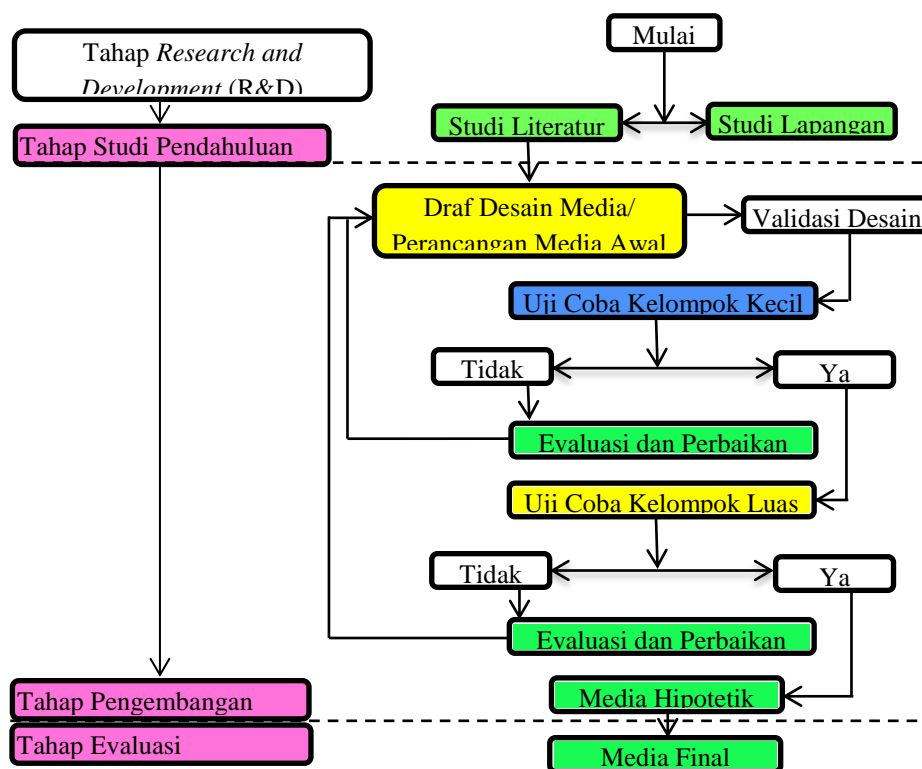 Tahap Research and
Development (R&D)
Mulai
Studi Literatur
Studi Lapangan
Tahap Studi Pendahuluan
Draf Desain Media/
Perancangan Media Awal
Validasi Desain
Uji Coba Kelompok Kecil
Tidak
Ya
Evaluasi dan Perbaikan
Uji Coba Kelompok Luas
Tidak
Ya
Evaluasi dan Perbaikan
Tahap Pengembangan
Media Hipotetik
Tahap Evaluasi
Media Final